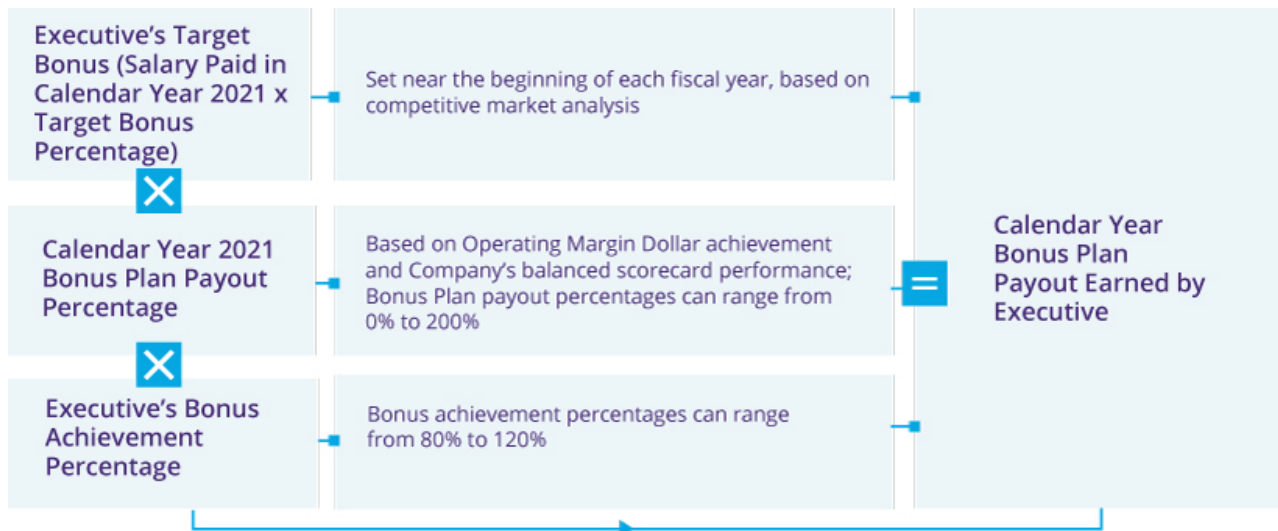 Executive’s Target
Bonus (Salary Paid in
Calendar Year 2021 x
Target Bonus
Percentage)
Set near the beginning of each fiscal year, based on
competitive market analysis
Calendar Year 2021
Bonus Plan Payout
Percentage
Based on Operating Margin Dollar achievement
and Company’s balanced scorecard performance;
Bonus Plan payout percentages can range from
0% to 200%
Executive’s Bonus
Achievement
Percentage
Bonus achievement percentages can range
from 80% to 120%
=
Calendar Year
Bonus Plan
Payout Earned by
Executive